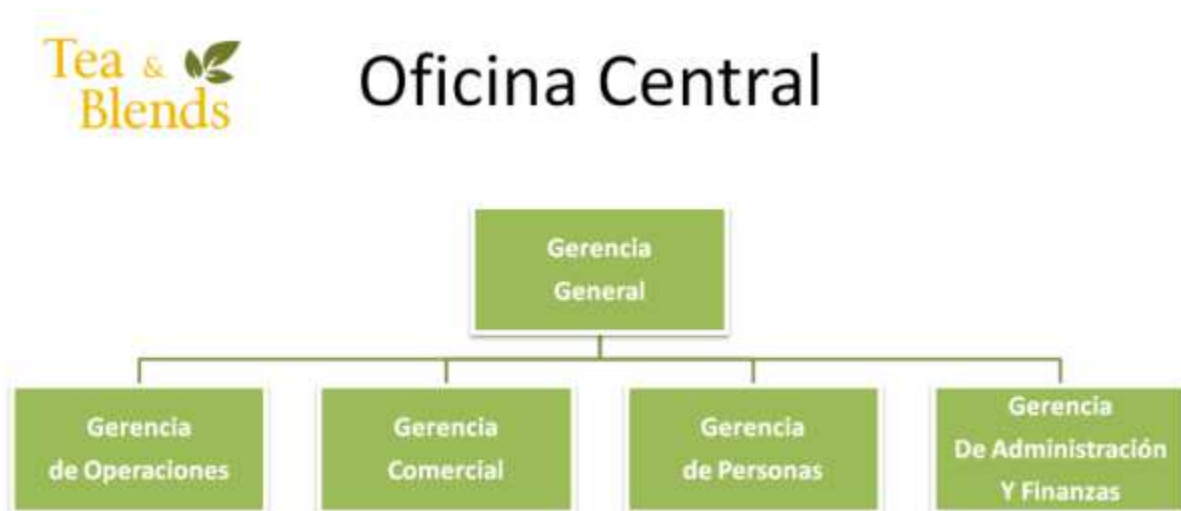 Tea &
Blends
Oficina Central
Gerencia
General
Gerencia
de Operaciones
Gerencia
Comercial
Gerencia
de Personas
Gerencia
De Administración
Y Finanzas